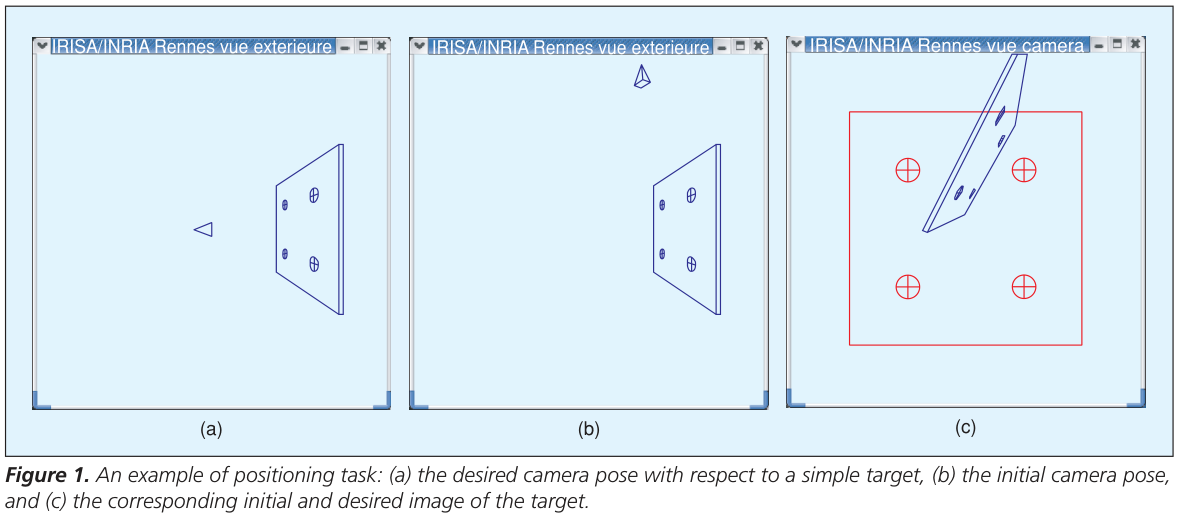 IRISA/INRIA Rennes vue exterieure
IRISA/INRIA Rennes vue exterieure
IRISA/INRIA Rennes vue camera
(a)
(b)
(c)
Figure 1. An example of positioning task: (a) the desired camera pose with respect to a simple target, (b) the initial camera pose,
and (c) the corresponding initial and desired image of the target.